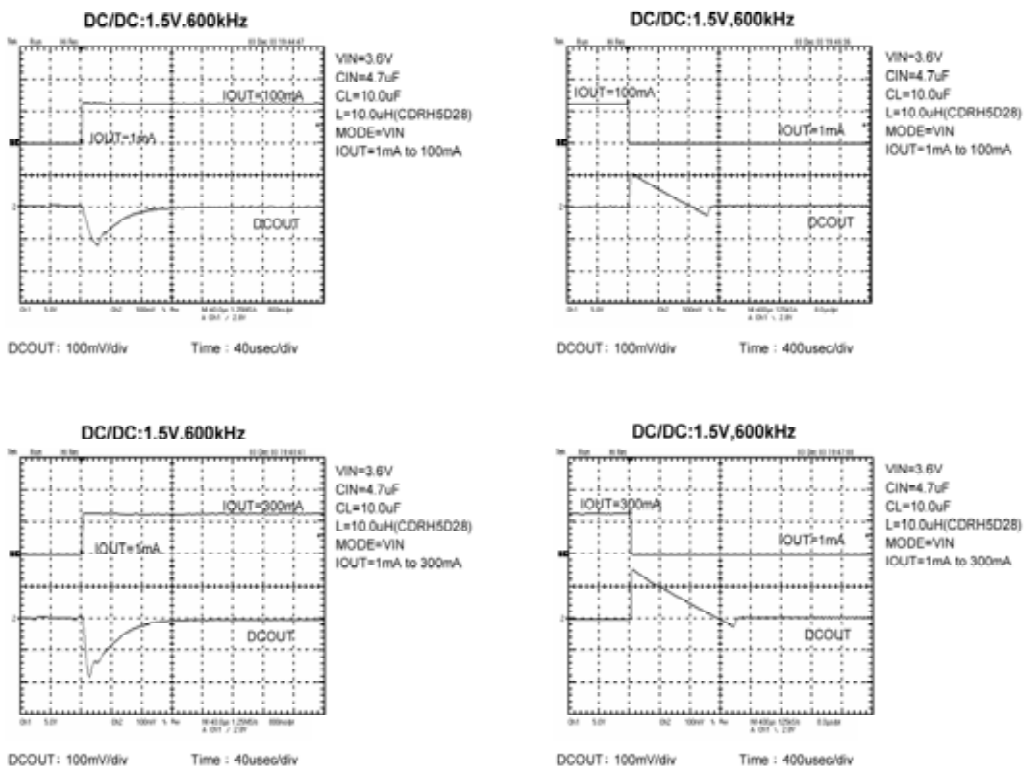 DC/DC:1.5V.600kHz
VIN=3.6V
CIN=4.7uF
CL=10.0uF
L=10.0uH(CDRH5D28)
MODE=VIN
IOUT=1mA to 100mA
IOUT=100mA
IOUT=1mA
DCOUT
DCOUT: 100mV/div Time : 40usec/div
DC/DC:1.5V,600kHz
VIN=3.6V
CIN=4.7uF
CL=10.0uF
L=10.0uH(CDRH5D28)
MODE=VIN
IOUT=1mA to 100mA
IOUT=100mA
IOUT=1mA
DCOUT
DCOUT: 100mV/div Time : 400usec/div
DC/DC:1.5V.600kHz
VIN=3.6V
CIN=4.7uF
CL=10.0uF
L=10.0uH(CDRH5D28)
MODE=VIN
IOUT=1mA to 300mA
IOUT=300mA
IOUT=1mA
DCOUT
DCOUT: 100mV/div Time : 40usec/div
DC/DC:1.5V,600kHz
VIN=3.6V
CIN=4.7uF
CL=10.0uF
L=10.0uH(CDRH5D28)
MODE=VIN
IOUT=1mA to 300mA
IOUT=300mA
IOUT=1mA
DCOUT
DCOUT: 100mV/div Time : 400usec/div